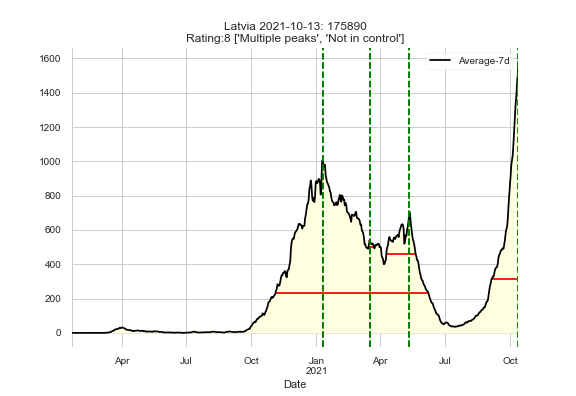 Latvia 2021-10-13: 175890
Rating:8 ['Multiple peaks', 'Not in control']
Average-7d
1600
1400
1200
1000
800
600
400
200
0
Apr
Jul
Oct
Jan
2021
Apr
Jul
Oct
Date